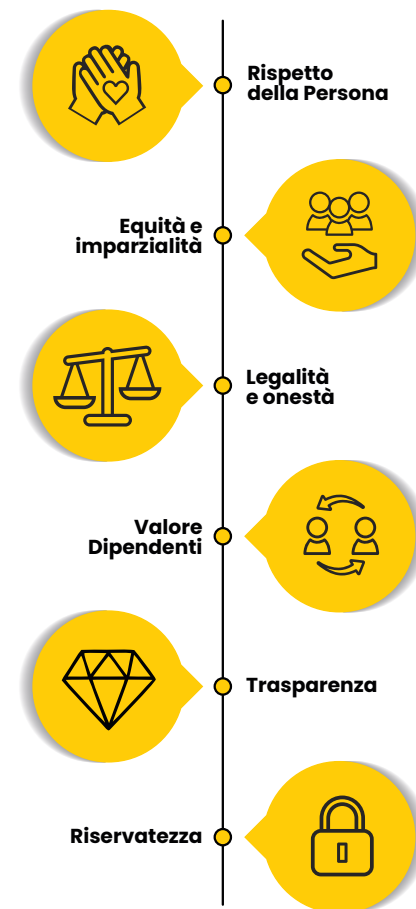 Rispetto
della Persona
Equità e
imparzialità
Legalità
e onestà
Valore
Dipendenti
Trasparenza
Riservatezza